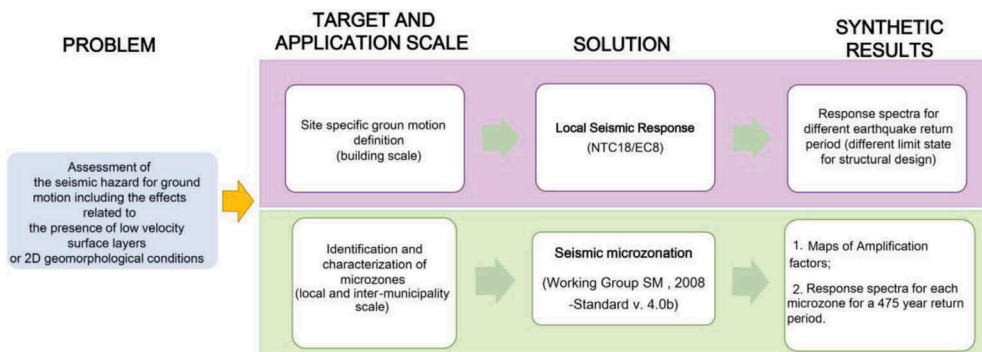 PROBLEM
TARGET AND
APPLICATION SCALE
SOLUTION
SYNTHETIC
RESULTS
Assessment of
the seismic hazard for ground
motion including the effects
related to
the presence of low velocity
surface layers
or 2D geomorphological conditions
Site specific groun motion
definition
(building scale)
Local Seismic Response
(NTC18/EC8)
Response spectra for
different earthquake return
period (different limit state
for structural design)
Identification and
characterization of
microzones
(local and inter-municipality
scale)
Seismic microzonation
(Working Group SM , 2008
-Standard v. 4.0b)
1. Maps of Amplification
factors;
2. Response spectra for each
microzone for a 475 year return
period.